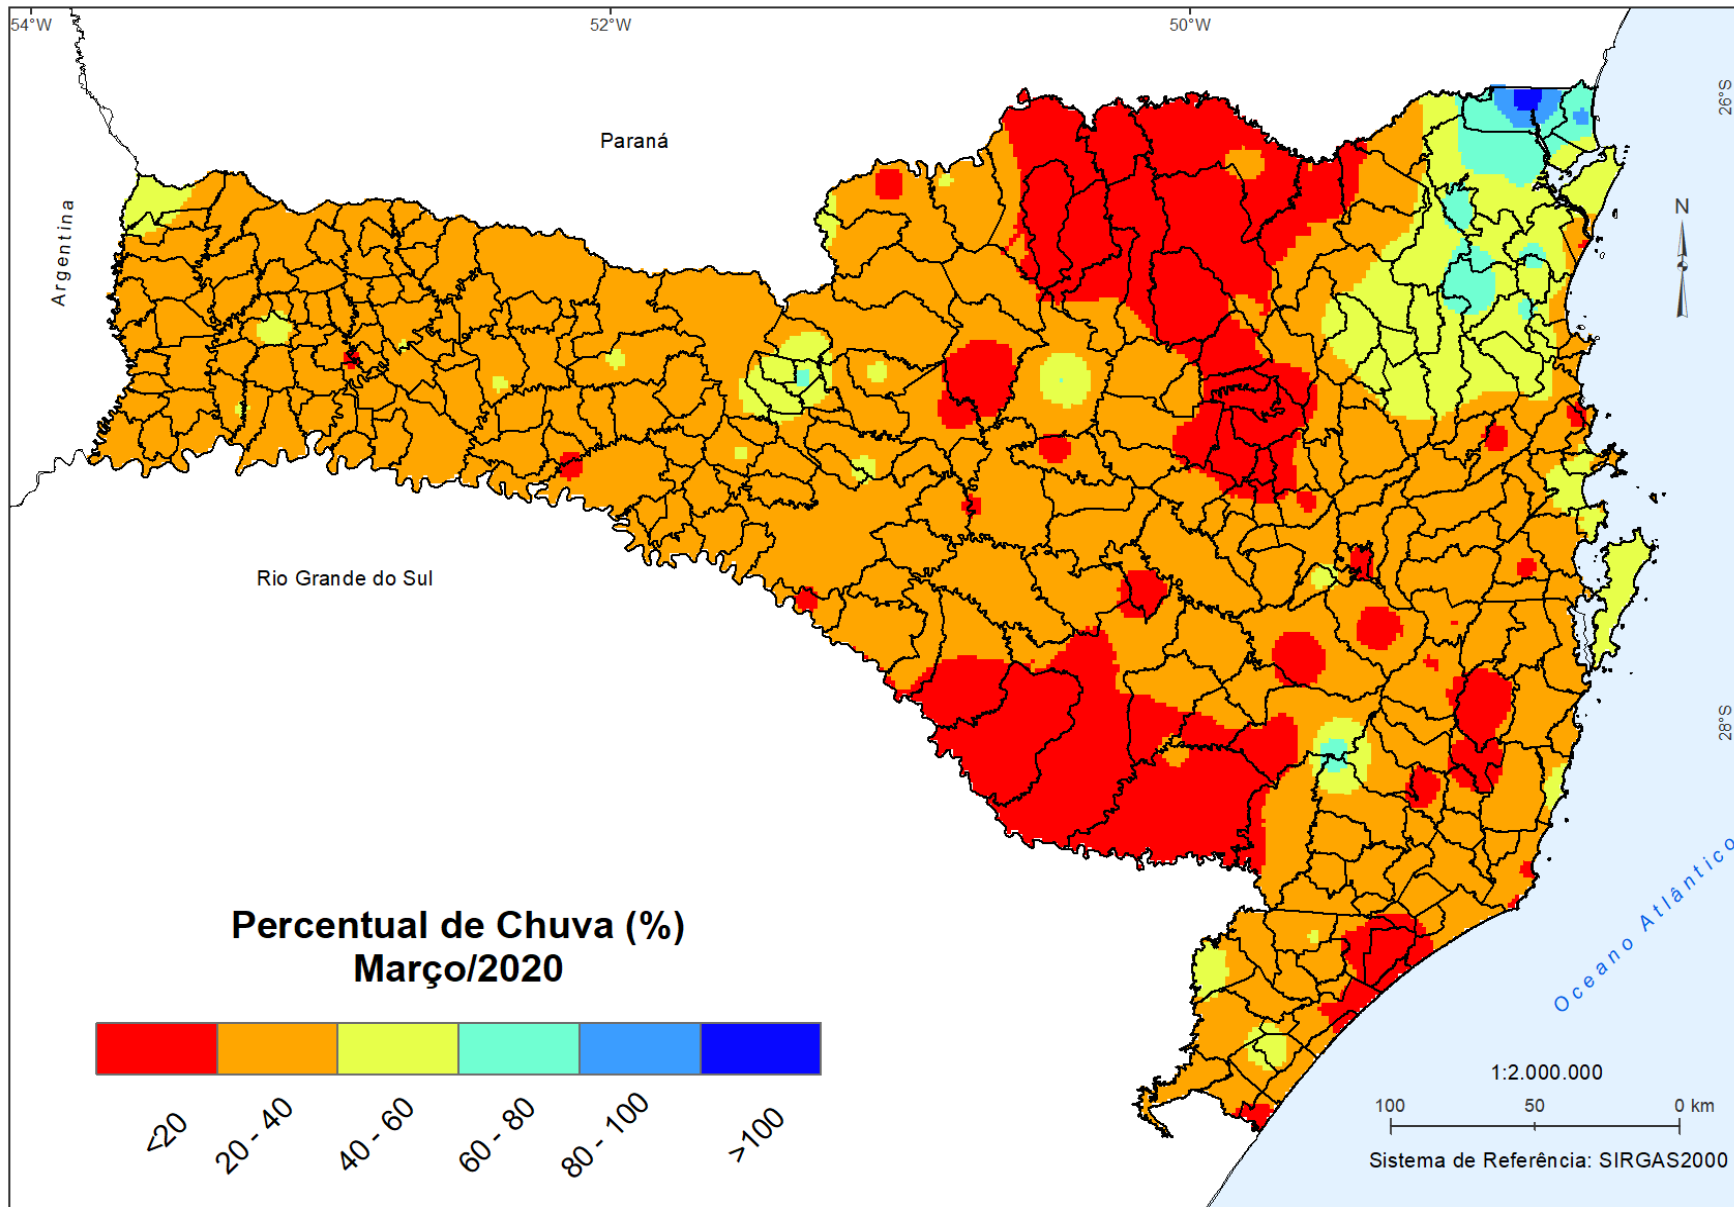 54°W
52°W
50°W
26°S
Paraná
Argentina
N
Rio Grande do Sul
28°S
Oceano Atlântico
Percentual de Chuva (%)
Março/2020
<20
20 - 40
40 - 60
60 - 80
80 - 100
>100
1:2.000.000
100 50 0 km
Sistema de Referência: SIRGAS2000